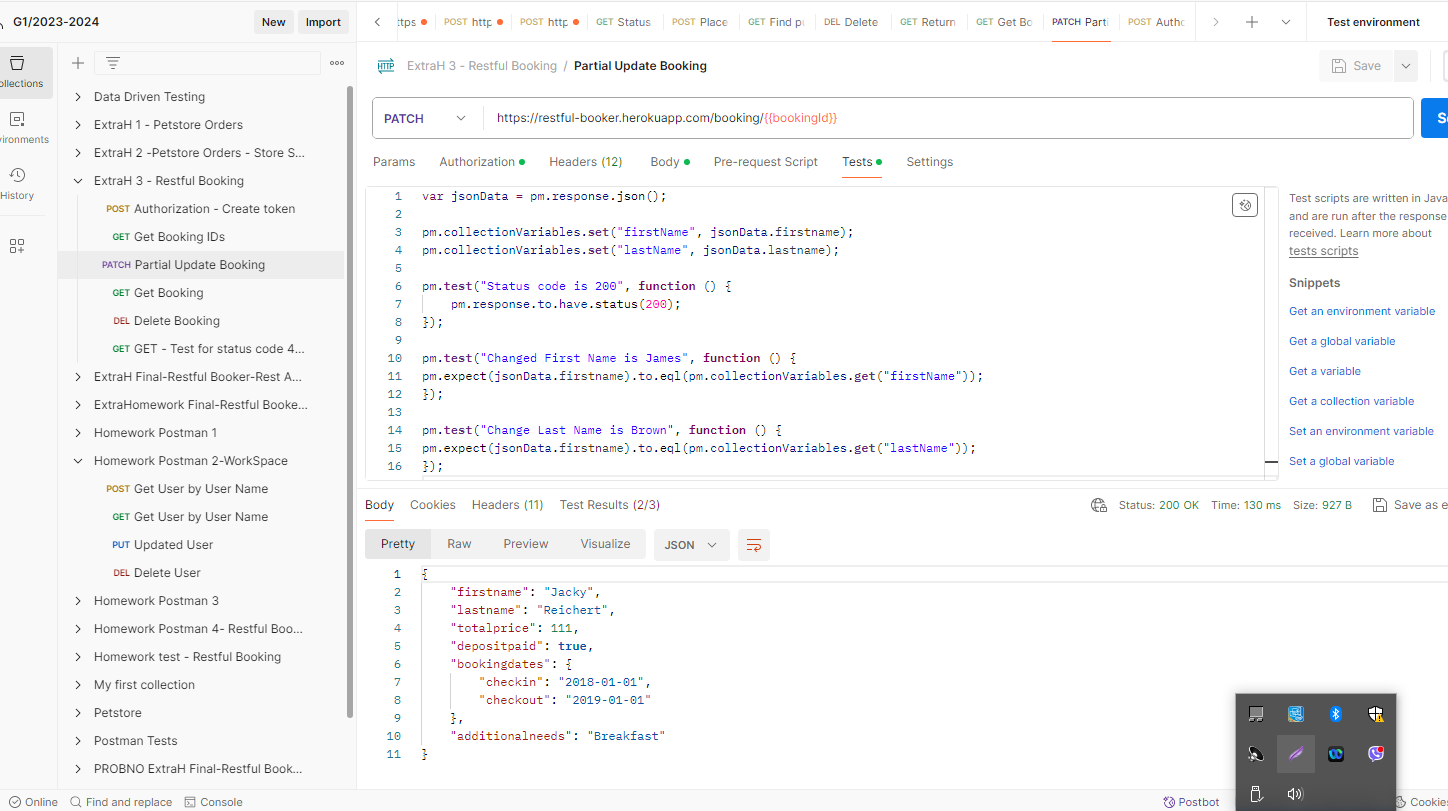 G1/2023-2024
New
Import
POST http
POST http
GET Status
POST Place
GET Find
DEL Delete
GET Return
GET Get Bo
PATCH Parti
POST Autho
Test environment
HTTP
ExtraH 3 - Restful Booking / Partial Update Booking
Save
PATCH
https://restful-booker.herokuapp.com/booking/{{bookingId}}
Params
Authorization
Headers (12)
Body
Pre-request Script
Tests
Settings
ollections
vironments
History
Data Driven Testing
ExtraH 1 - Petstore Orders
ExtraH 2 -Petstore Orders - Store S...
ExtraH 3 - Restful Booking
POST Authorization - Create token
GET Get Booking IDs
PATCH Partial Update Booking
GET Get Booking
DEL Delete Booking
GET GET - Test for status code 4...
ExtraH Final-Restful Booker-Rest A...
ExtraHomework Final-Restful Booke...
Homework Postman 1
Homework Postman 2-WorkSpace
POST Get User by User Name
GET Get User by User Name
PUT Updated User
DEL Delete User
Homework Postman 3
Homework Postman 4- Restful Boo...
Homework test - Restful Booking
My first collection
Petstore
Postman Tests
PROBNO ExtraH Final-Restful Book...
1 var jsonData = pm.response.json();
2
3 pm.collectionVariables.set("firstName", jsonData.firstname);
4 pm.collectionVariables.set("lastName", jsonData.lastname);
5
6 pm.test("Status code is 200", function () {
7 pm.response.to.have.status(200);
8 });
9
10 pm.test("Changed First Name is James", function () {
11 pm.expect(jsonData.firstname).to.eql(pm.collectionVariables.get("firstName"));
12 });
13
14 pm.test("Change Last Name is Brown", function () {
15 pm.expect(jsonData.firstname).to.eql(pm.collectionVariables.get("lastName"));
16 });
Test scripts are written in Java
and are run after the response
received. Learn more about
tests scripts
Snippets
Get an environment variable
Get a global variable
Get a variable
Get a collection variable
Set an environment variable
Set a global variable
Body
Cookies
Headers (11)
Test Results (2/3)
Status: 200 OK
Time: 130 ms
Size: 927 B
Save as e
Pretty
Raw
Preview
Visualize
JSON
1 {
2 "firstname": "Jacky",
3 "lastname": "Reichert",
4 "totalprice": 111,
5 "depositpaid": true,
6 "bookingdates": {
7 "checkin": "2018-01-01",
8 "checkout": "2019-01-01"
9 },
10 "additionalneeds": "Breakfast"
11 }
Online
Find and replace
Console
Postbot
Cookies